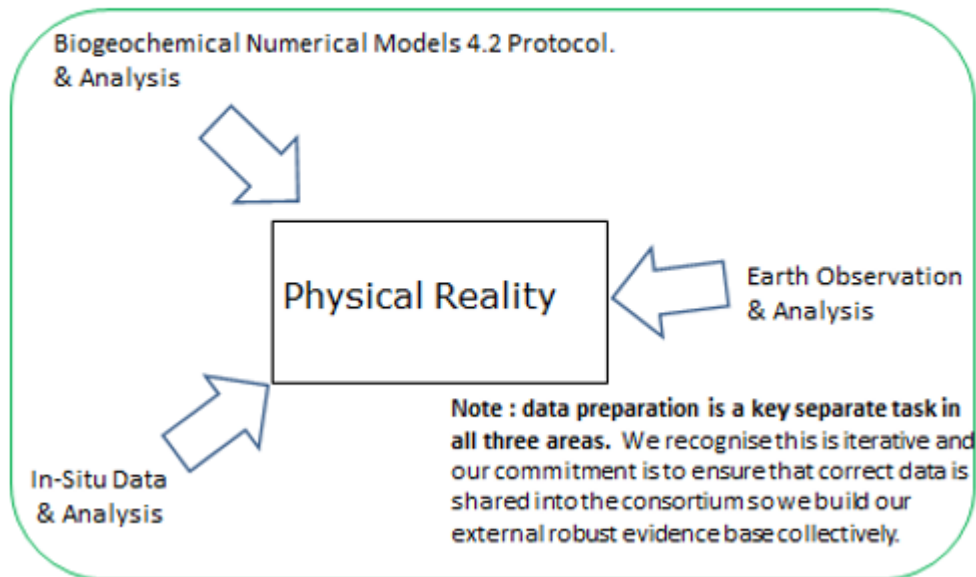 Biogeochemical Numerical Models 4.2 Protocol.
& Analysis
Physical Reality
Earth Observation
& Analysis
In-Situ Data
& Analysis
Note : data preparation is a key separate task in
all three areas. We recognise this is iterative and
our commitment is to ensure that correct data is
shared into the consortium so we build our
external robust evidence base collectively.